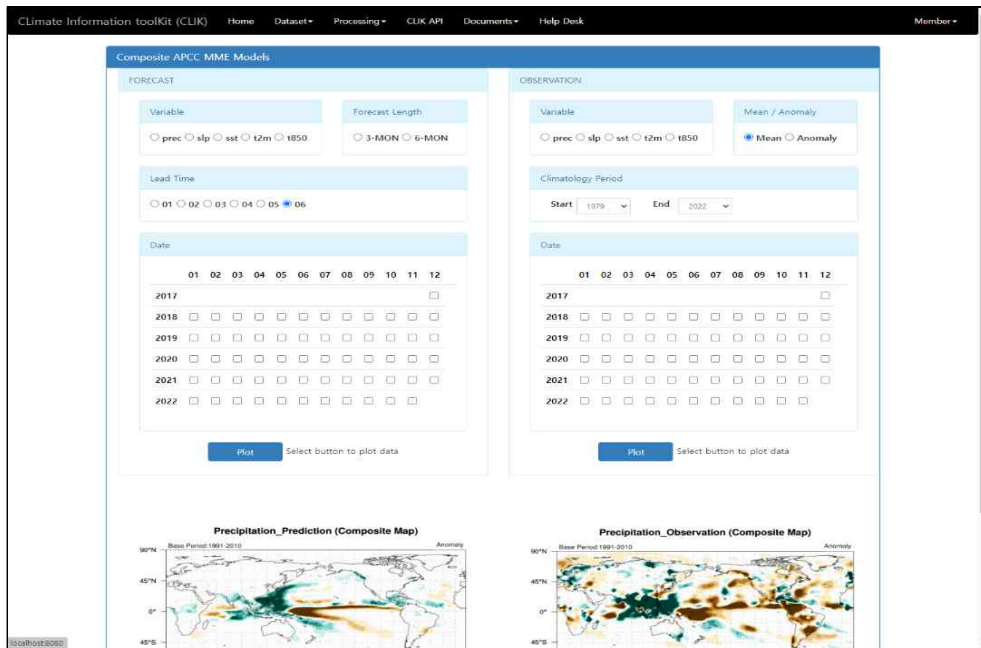 CLimate Information toolKit (CLIK) Home Dataset Processing CLIK API Documents Help Desk Member
Composite APCC MME Models
FORECAST
Variable Forecast Length
prec slp sst t2m t850 3-MON 6-MON
Lead Time
01 02 03 04 05 06
Date
01 02 03 04 05 06 07 08 09 10 11 12
2017
2018
2019
2020
2021
2022
Plot Select button to plot data
OBSERVATION
Variable Mean / Anomaly
prec slp sst t2m t850 Mean Anomaly
Climatology Period
Start 1979 End 2022
Date
01 02 03 04 05 06 07 08 09 10 11 12
2017
2018
2019
2020
2021
2022
Plot Select button to plot data
Precipitation_Prediction (Composite Map)
Base Period:1991-2010 Anomaly
90°N
45°N
0°
45°S
Precipitation_Observation (Composite Map)
Base Period:1991-2010 Anomaly
90°N
45°N
0°
45°S
localhost:8080